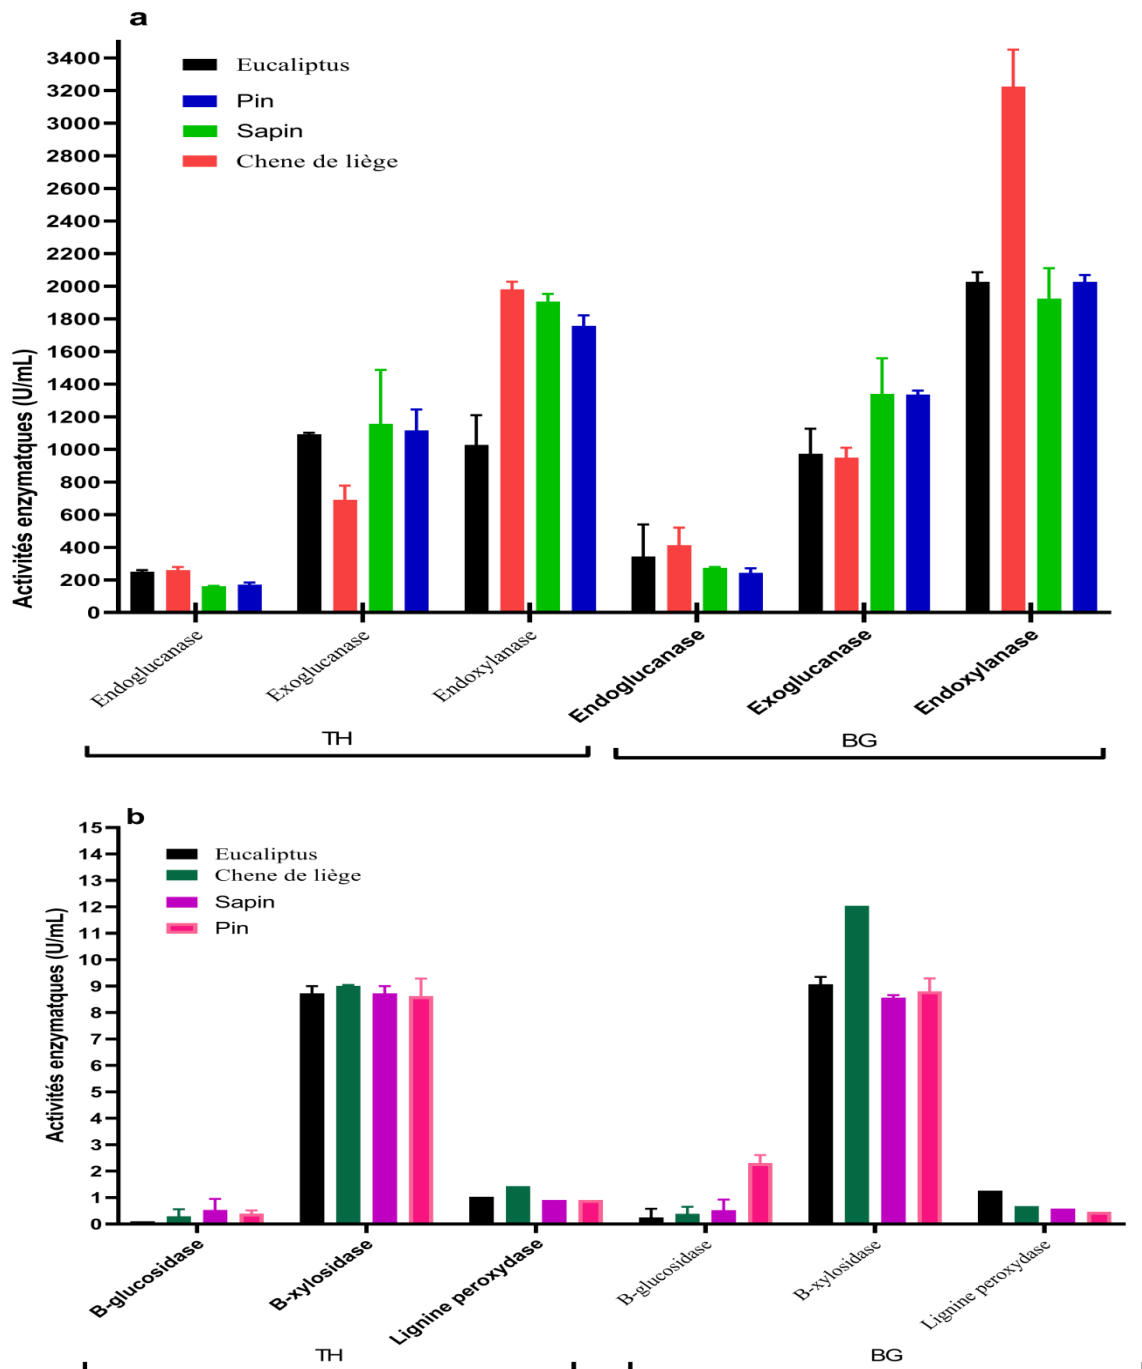 a
Activités enzymatques (U/mL)
3400
3200
3000
2800
2600
2400
2200
2000
1800
1600
1400
1200
1000
800
600
400
200
0
Eucaliptus
Pin
Sapin
Chene de liège
Endoglucanase
Exoglucanase
Endoxylanase
Endoglucanase
Exoglucanase
Endoxylanase
TH
BG
b
Activités enzymatques (U/mL)
15
14
13
12
11
10
9
8
7
6
5
4
3
2
1
0
Eucaliptus
Chene de liège
Sapin
Pin
B-glucosidase
B-xylosidase
Lignine peroxydase
B-glucosidase
B-xylosidase
Lignine peroxydase
TH
BG